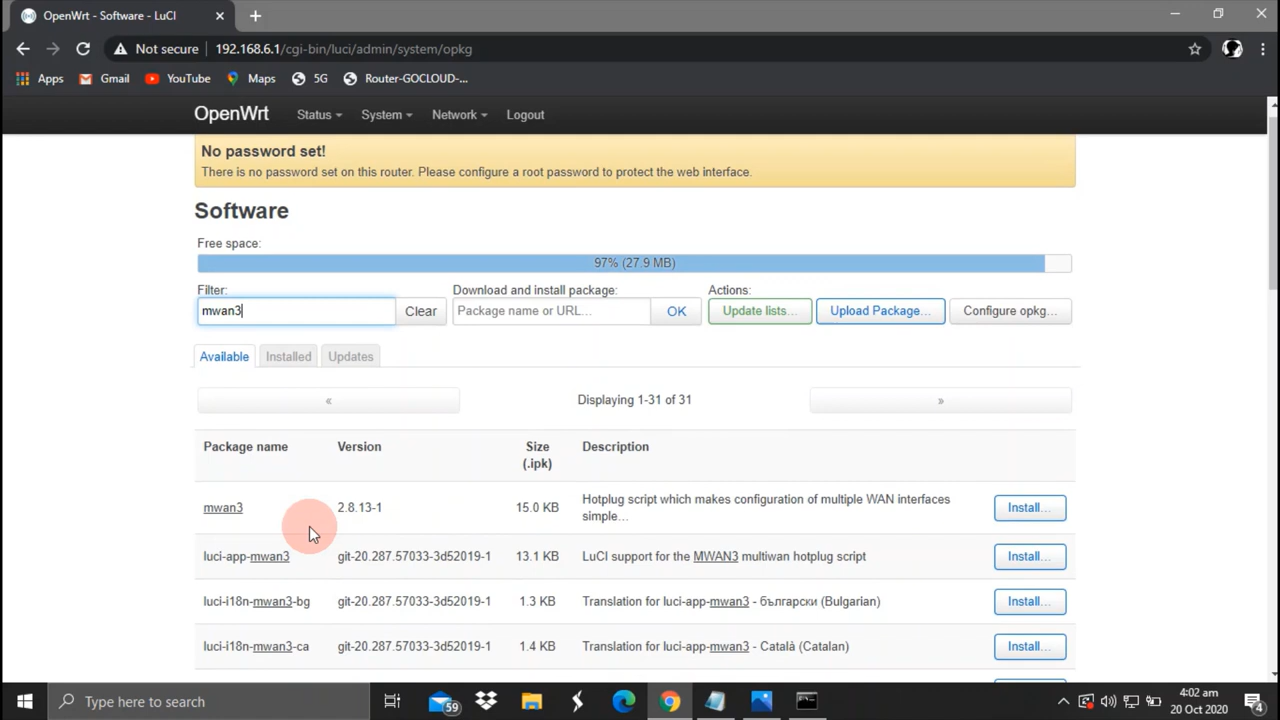 OpenWrt - Software - LuCI
Not secure
192.168.6.1/cgi-bin/luci/admin/system/opkg
Apps Gmail YouTube Maps 5G Router-GOCLOUD-...
OpenWrt Status System Network Logout
No password set!
There is no password set on this router. Please configure a root password to protect the web interface.
Software
Free space:
97% (27.9 MB)
Filter: Download and install package: Actions:
mwan3 Clear Package name or URL... OK Update lists... Upload Package... Configure opkg...
Available Installed Updates
« Displaying 1-31 of 31 »
Package name Version Size (.ipk) Description
mwan3 2.8.13-1 15.0 KB Hotplug script which makes configuration of multiple WAN interfaces simple... Install...
luci-app-mwan3 git-20.287.57033-3d52019-1 13.1 KB LuCI support for the MWAN3 multiwan hotplug script Install...
luci-i18n-mwan3-bg git-20.287.57033-3d52019-1 1.3 KB Translation for luci-app-mwan3 - български (Bulgarian) Install...
luci-i18n-mwan3-ca git-20.287.57033-3d52019-1 1.4 KB Translation for luci-app-mwan3 - Català (Catalan) Install...
Type here to search
59
4:02 am
20 Oct 2020
4